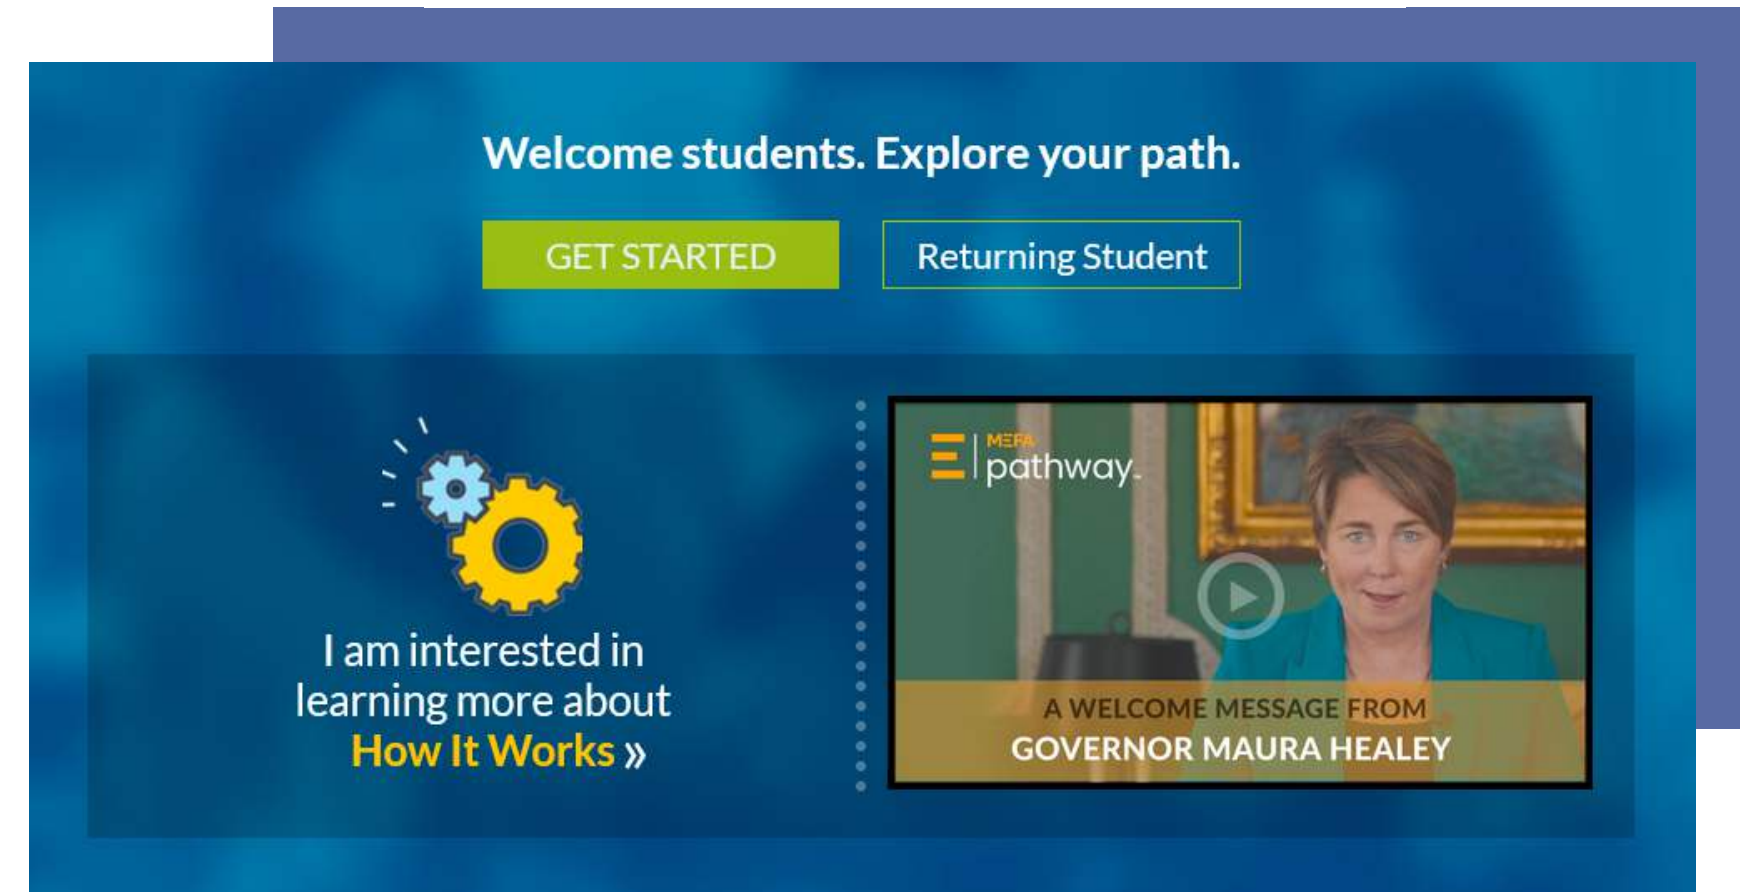 Welcome students. Explore your path.
GET STARTED
Returning Student
I am interested in
learning more about
How It Works »
MEFA
pathway
A WELCOME MESSAGE FROM
GOVERNOR MAURA HEALEY